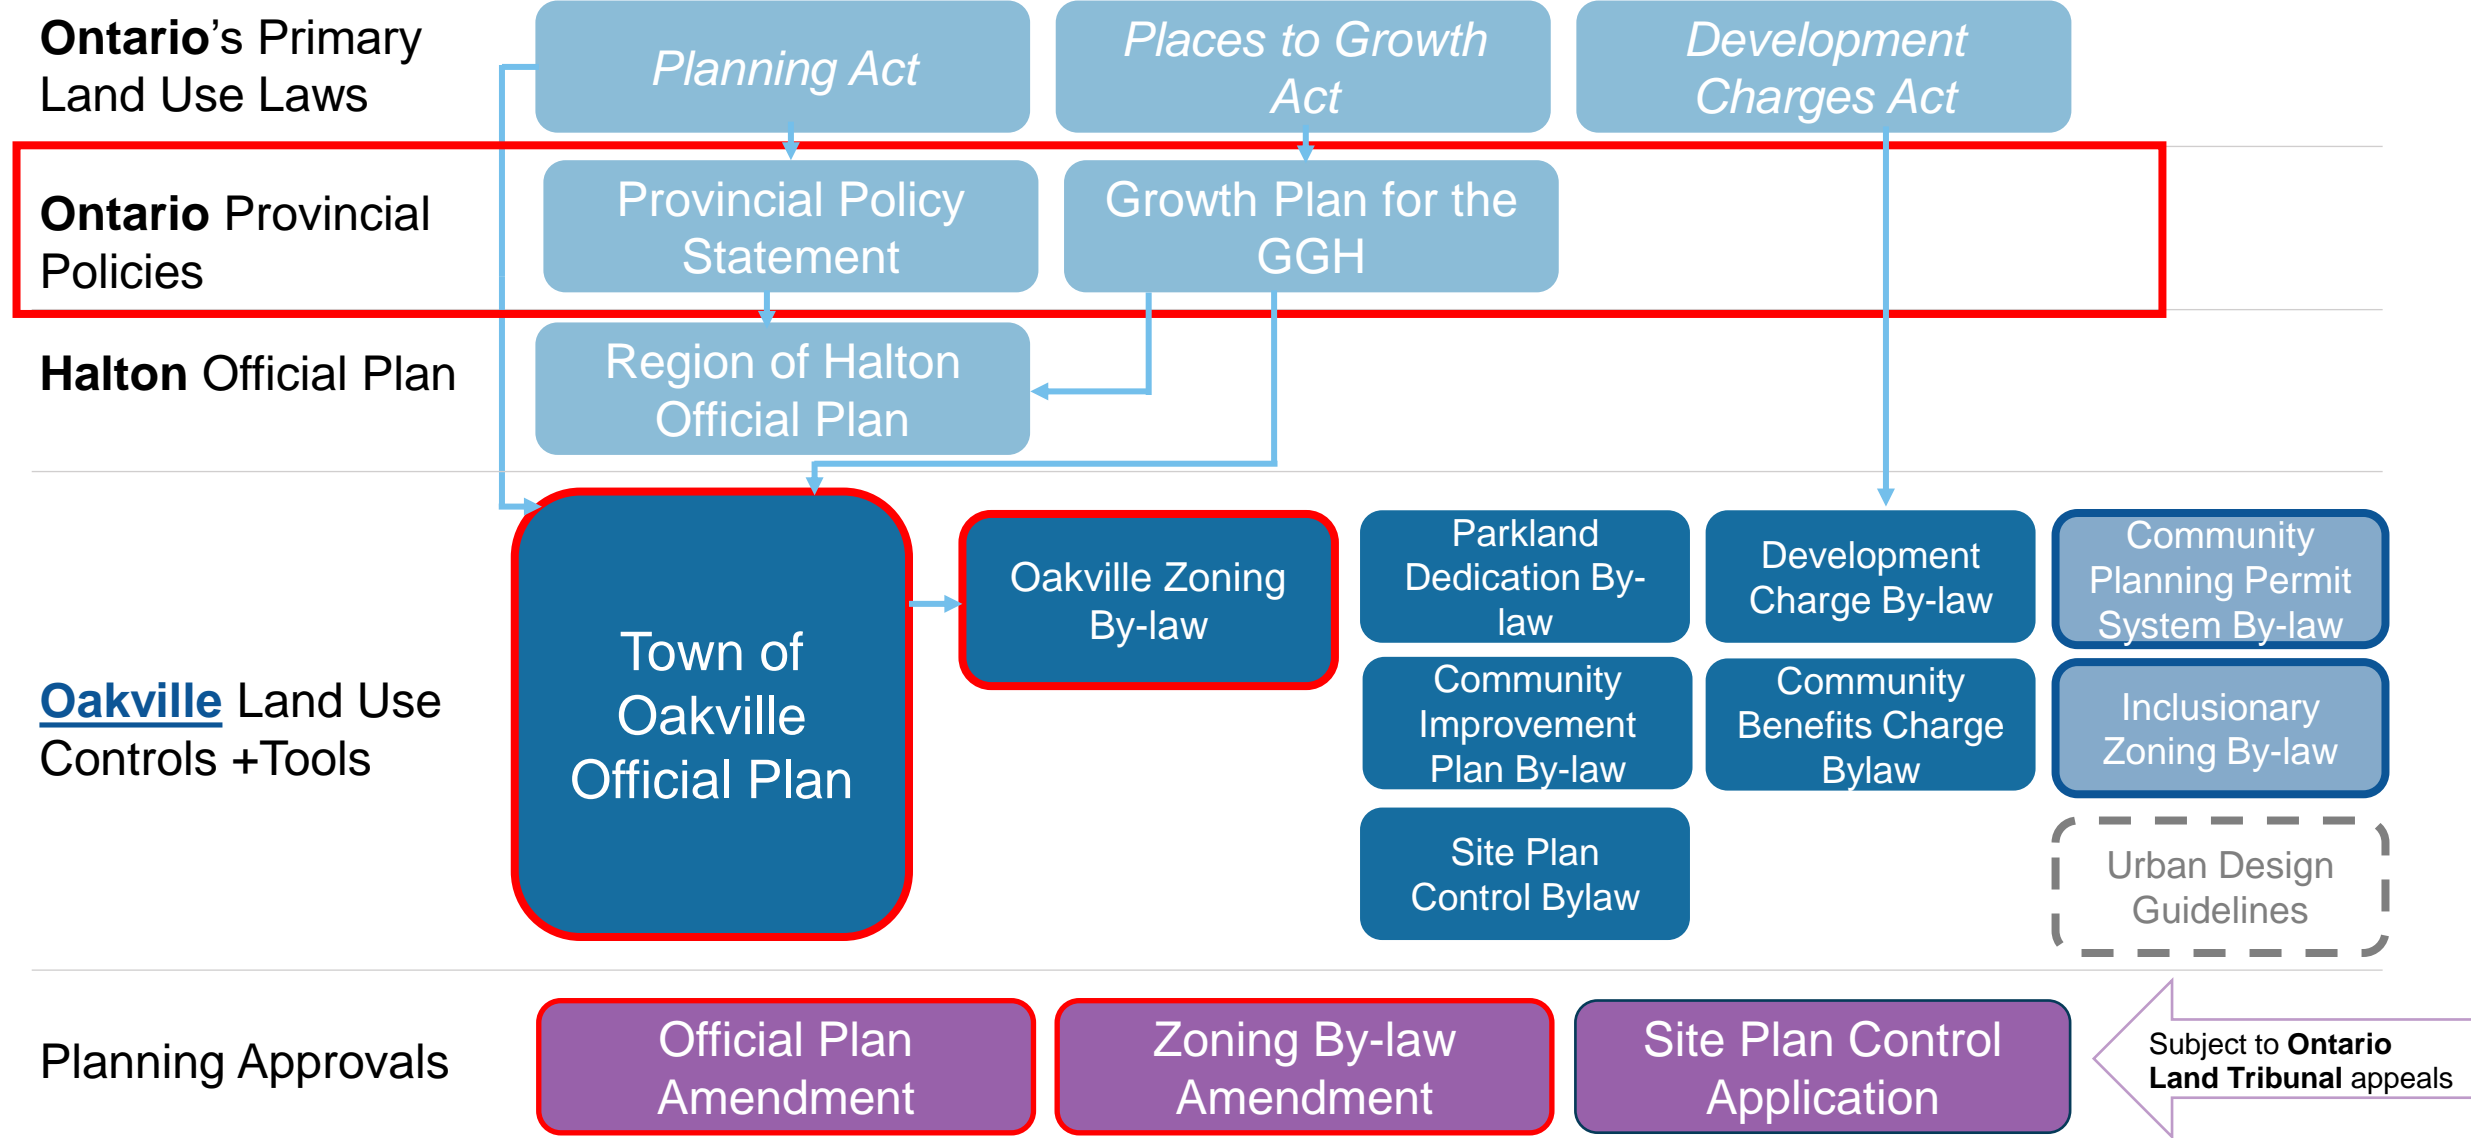 Ontario's Primary
Land Use Laws
Planning Act
Places to Growth
Act
Development
Charges Act
Ontario Provincial
Policies
Provincial Policy
Statement
Growth Plan for the
GGH
Halton Official Plan
Region of Halton
Official Plan
Oakville Land Use
Controls +Tools
Town of
Oakville
Official Plan
Oakville Zoning
By-law
Parkland
Dedication By-
law
Development
Charge By-law
Community
Planning Permit
System By-law
Community
Improvement
Plan By-law
Community
Benefits Charge
Bylaw
Inclusionary
Zoning By-law
Site Plan
Control Bylaw
Urban Design
Guidelines
Planning Approvals
Official Plan
Amendment
Zoning By-law
Amendment
Site Plan Control
Application
Subject to Ontario
Land Tribunal appeals